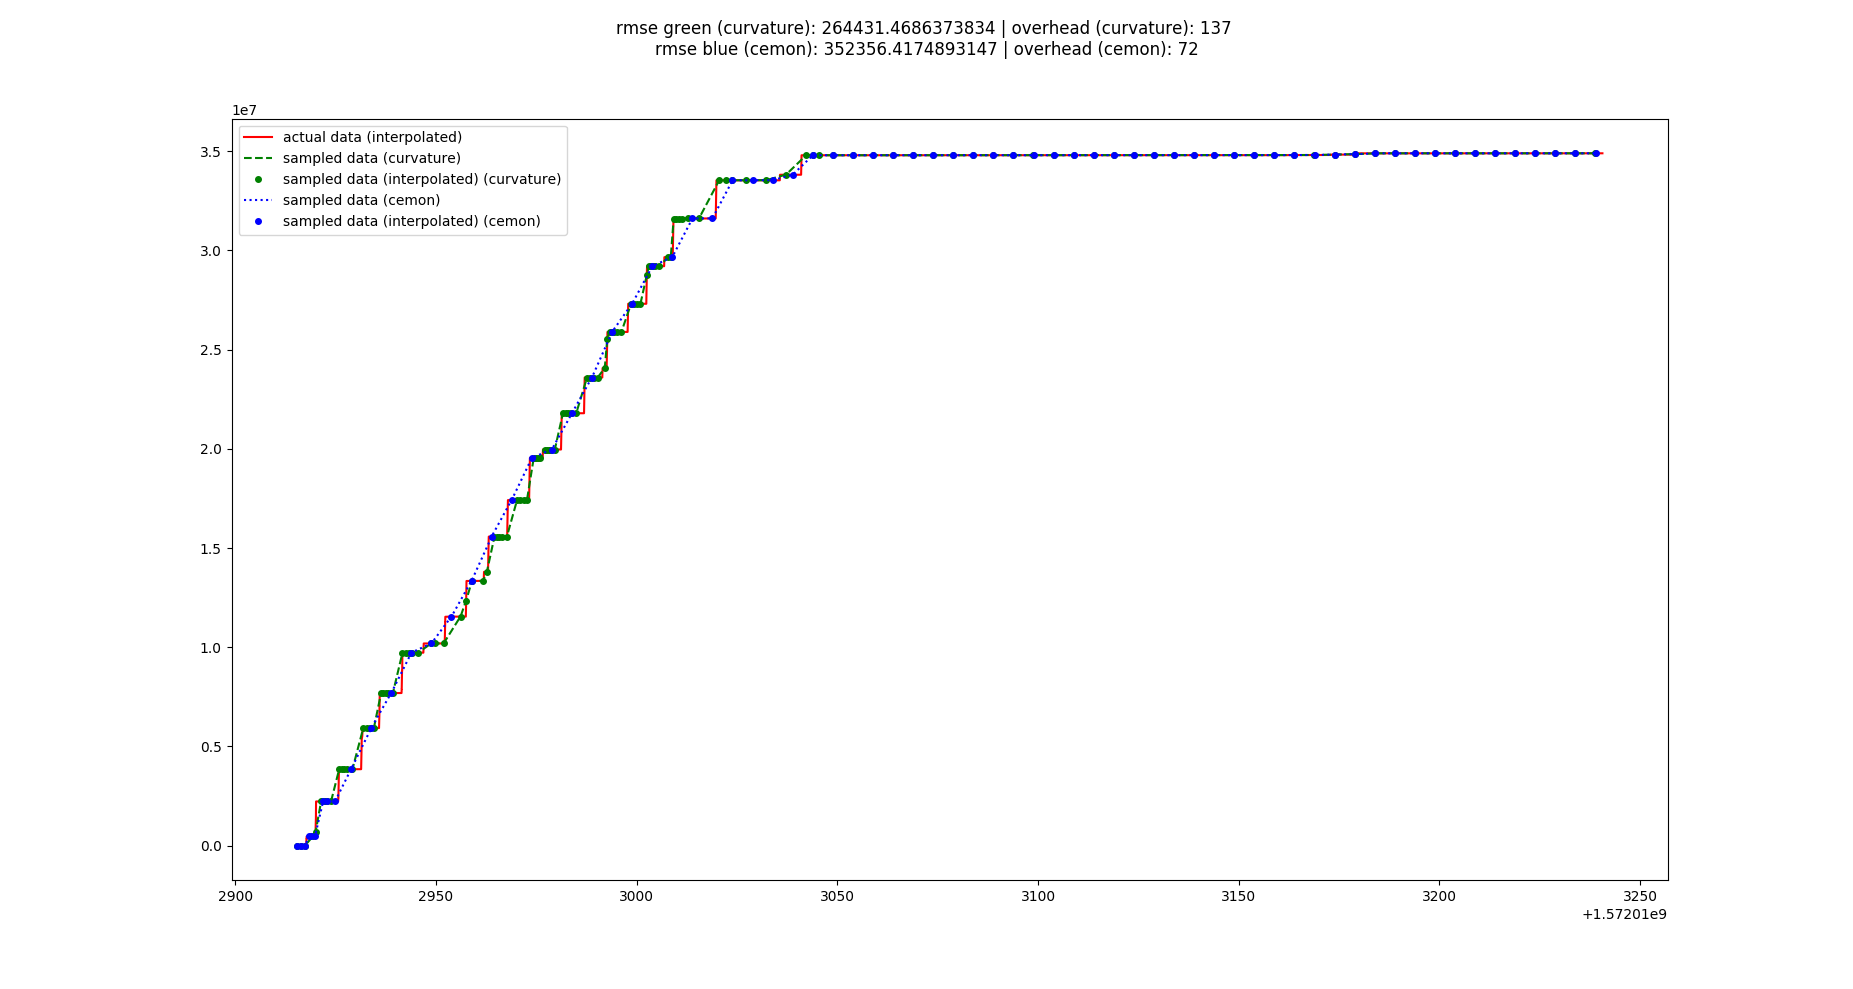 rmse green (curvature): 264431.4686373834 | overhead (curvature): 137
rmse blue (cemon): 352356.4174893147 | overhead (cemon): 72
1e7
actual data (interpolated)
sampled data (curvature)
sampled data (interpolated) (curvature)
sampled data (cemon)
sampled data (interpolated) (cemon)
3.5
3.0
2.5
2.0
1.5
1.0
0.5
0.0
2900 2950 3000 3050 3100 3150 3200 3250
+1.57201e9